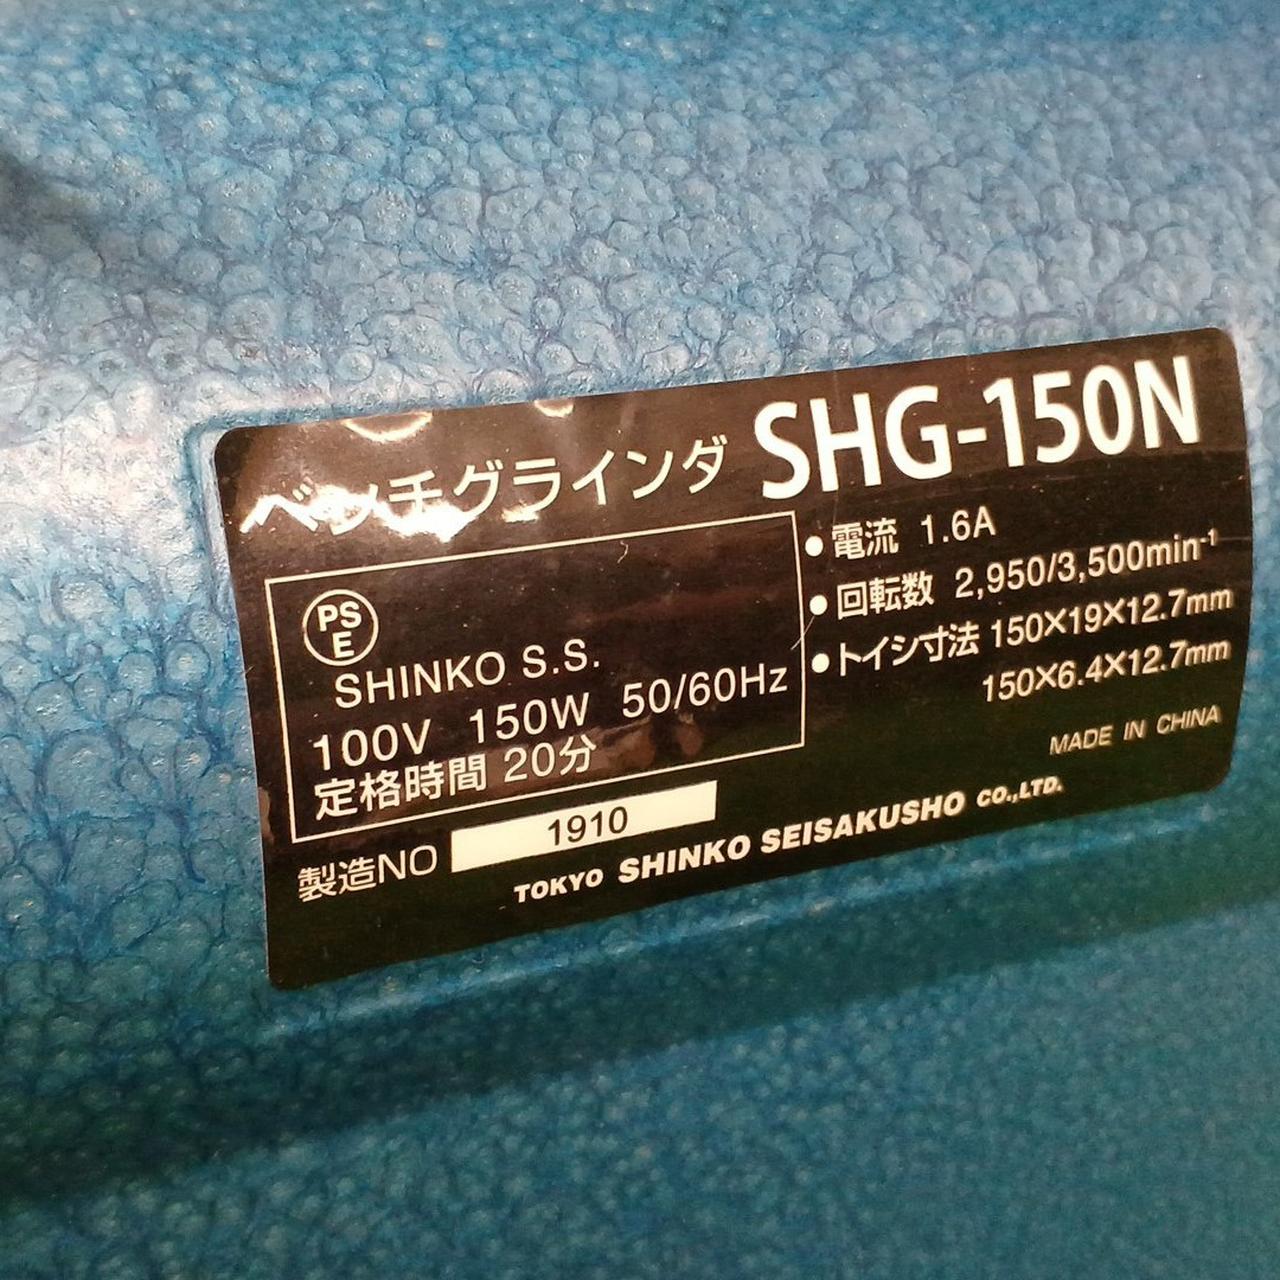 ベンチグラインダ SHG-150N
PS
E
SHINKO S.S.
100V 150W 50/60Hz
定格時間 20分
製造NO 1910
●電流 1.6A
●回転数 2,950/3,500min⁻¹
●トイシ寸法 150×19×12.7mm
150×6.4×12.7mm
MADE IN CHINA
TOKYO SHINKO SEISAKUSHO CO.,LTD.